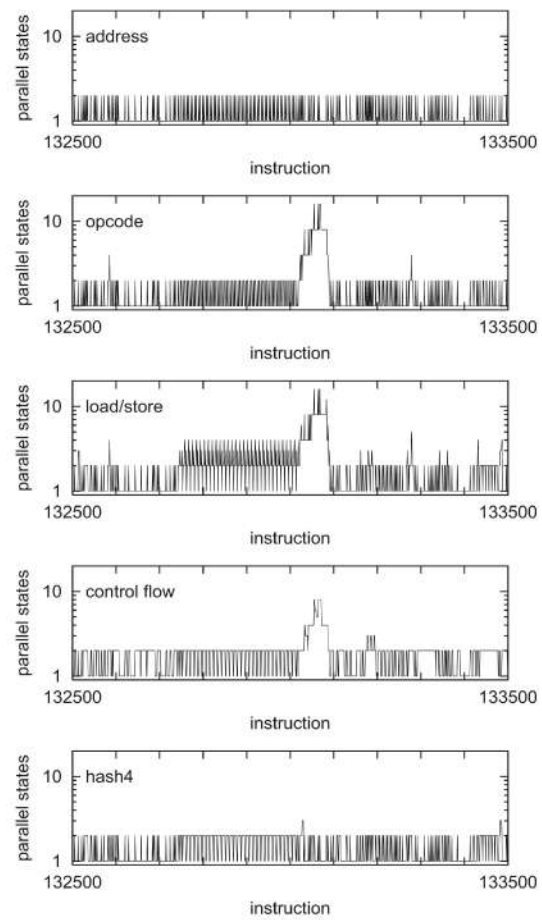 parallel states
10
address
1
132500
133500
instruction
parallel states
10
opcode
1
132500
133500
instruction
parallel states
10
load/store
1
132500
133500
instruction
parallel states
10
control flow
1
132500
133500
instruction
parallel states
10
hash4
1
132500
133500
instruction